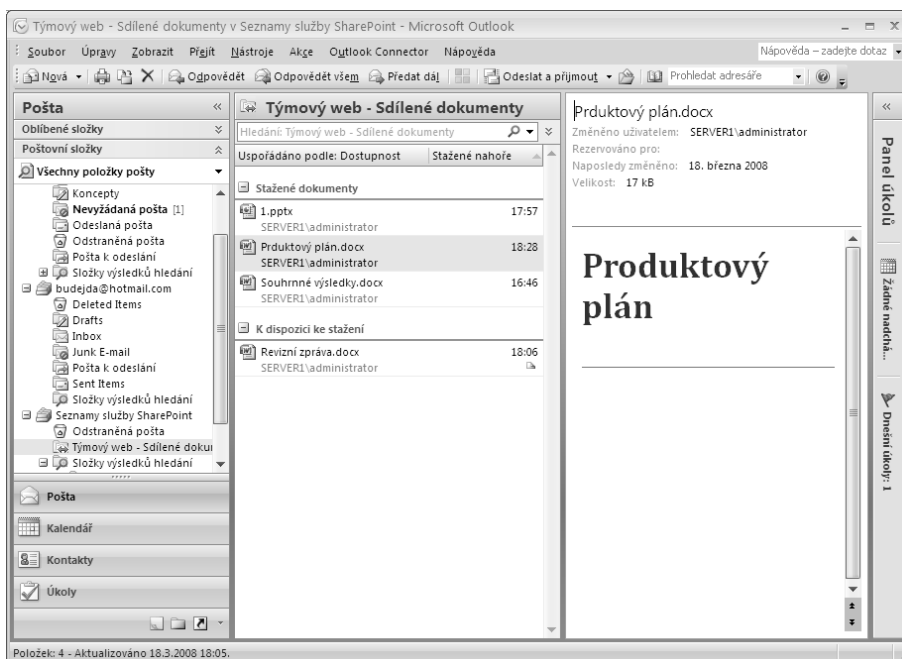 Týmový web - Sdílené dokumenty v Seznamy služby SharePoint - Microsoft Outlook
Soubor Úpravy Zobrazit Přejít Nástroje Akce Outlook Connector Nápověda
Nápověda – zadejte dotaz
Nová Odpovědět Odpovědět všem Předat dál Odeslat a přijmout Prohledat adresáře
Pošta
Oblíbené složky
Poštovní složky
Všechny položky pošty
Koncepty
Nevyžádaná pošta [1]
Odeslaná pošta
Odstraněná pošta
Pošta k odeslání
Složky výsledků hledání
budejda@hotmail.com
Deleted Items
Drafts
Inbox
Junk E-mail
Pošta k odeslání
Sent Items
Složky výsledků hledání
Seznamy služby SharePoint
Odstraněná pošta
Týmový web - Sdílené dokui
Složky výsledků hledání
Pošta
Kalendář
Kontakty
Úkoly
Týmový web - Sdílené dokumenty
Hledání: Týmový web - Sdílené dokumenty
Uspořádáno podle: Dostupnost Stažené nahoře
Stažené dokumenty
1.pptx 17:57
SERVER1\administrator
Prduktový plán.docx 18:28
SERVER1\administrator
Souhrnné výsledky.docx 16:46
SERVER1\administrator
K dispozici ke stažení
Revizní zpráva.docx 18:06
SERVER1\administrator
Prduktový plán.docx
Změněno uživatelem: SERVER1\administrator
Rezervováno pro:
Naposledy změněno: 18. března 2008
Velikost: 17 kB
Produktový
plán
Panel úkolů
Žádné nadchá...
Dnešní úkoly: 1
Položek: 4 - Aktualizováno 18.3.2008 18:05.